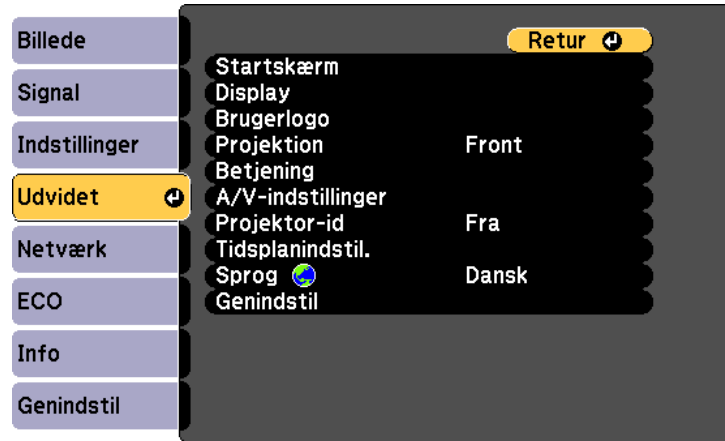 Billede
Signal
Indstillinger
Udvidet
Netværk
ECO
Info
Genindstil
Retur
Startskærm
Display
Brugerlogo
Projektion Front
Betjening
A/V-indstillinger
Projektor-id Fra
Tidsplanindstil.
Sprog Dansk
Genindstil